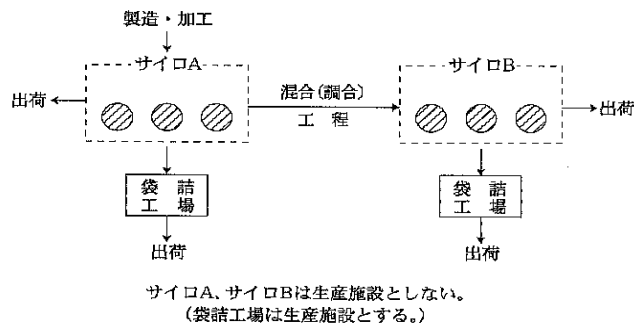 製造・加工
サイロA
サイロB
出荷
混合(調合)
工程
出荷
袋詰
工場
袋詰
工場
出荷
出荷
サイロA、サイロBは生産施設としない。
(袋詰工場は生産施設とする。)